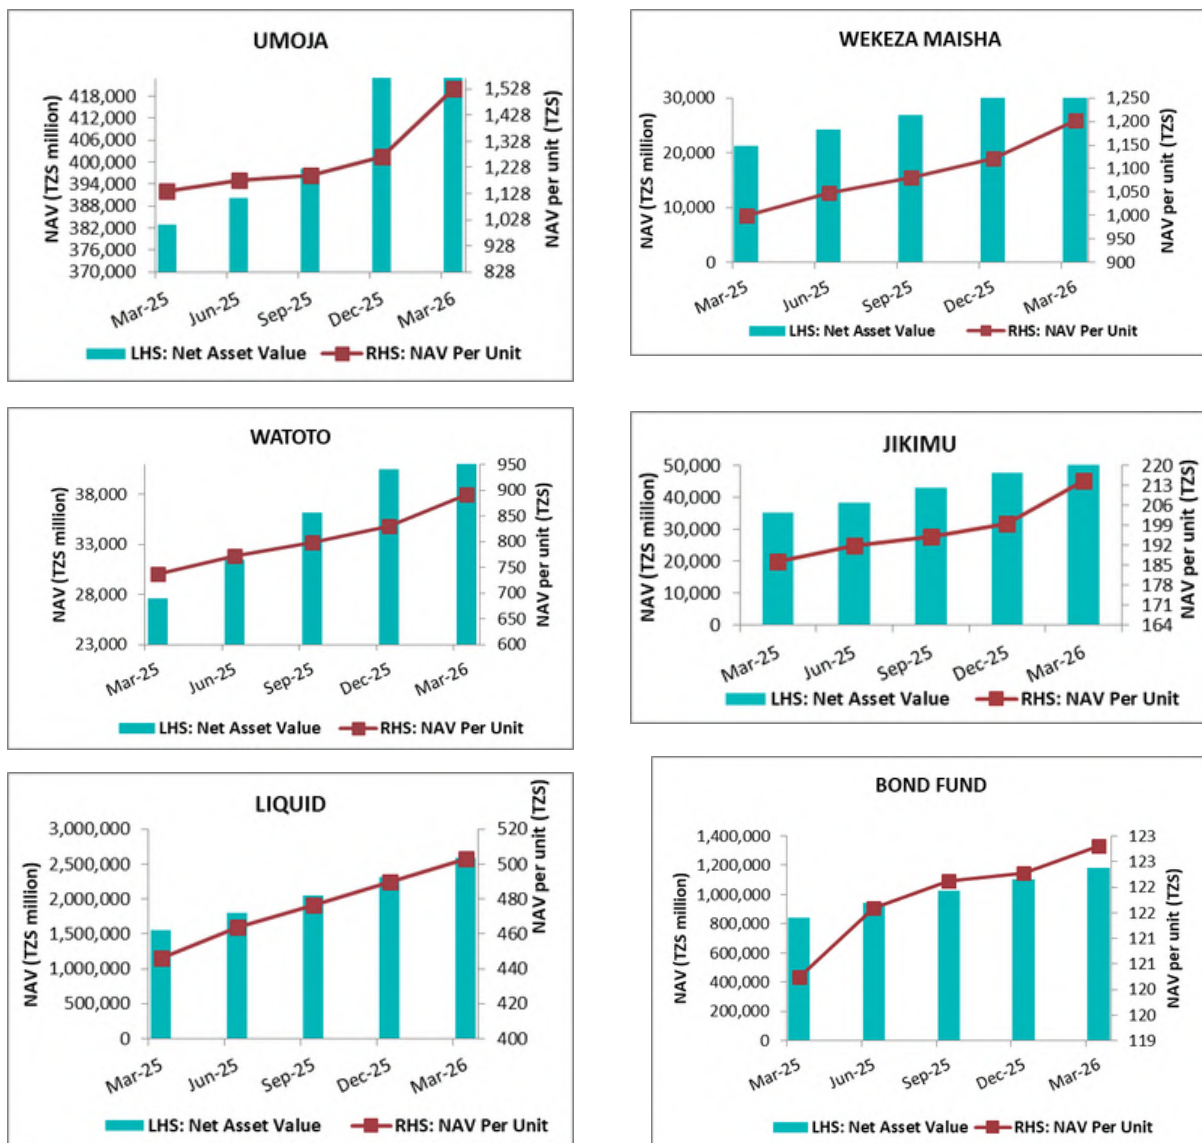 UMOJA
NAV (TZS million)
418,000
412,000
406,000
400,000
394,000
388,000
382,000
376,000
370,000
1,528
1,428
1,328
1,228
1,128
1,028
928
828
NAV per unit (TZS)
Mar-25 Jun-25 Sep-25 Dec-25 Mar-26
LHS: Net Asset Value RHS: NAV Per Unit
WEKEZA MAISHA
NAV (TZS million)
30,000
20,000
10,000
0
1,250
1,200
1,150
1,100
1,050
1,000
950
900
NAV per unit (TZS)
Mar-25 Jun-25 Sep-25 Dec-25 Mar-26
LHS: Net Asset Value RHS: NAV Per Unit
WATOTO
NAV (TZS million)
38,000
33,000
28,000
23,000
950
900
850
800
750
700
650
600
NAV per unit (TZS)
Mar-25 Jun-25 Sep-25 Dec-25 Mar-26
LHS: Net Asset Value RHS: NAV Per Unit
JIKIMU
NAV (TZS million)
50,000
40,000
30,000
20,000
10,000
0
220
213
206
199
192
185
178
171
164
NAV per unit (TZS)
Mar-25 Jun-25 Sep-25 Dec-25 Mar-26
LHS: Net Asset Value RHS: NAV Per Unit
LIQUID
NAV (TZS million)
3,000,000
2,500,000
2,000,000
1,500,000
1,000,000
500,000
0
520
500
480
460
440
420
400
NAV per unit (TZS)
Mar-25 Jun-25 Sep-25 Dec-25 Mar-26
LHS: Net Asset Value RHS: NAV Per Unit
BOND FUND
NAV (TZS million)
1,400,000
1,200,000
1,000,000
800,000
600,000
400,000
200,000
0
123
123
122
122
121
121
120
120
119
NAV per unit (TZS)
Mar-25 Jun-25 Sep-25 Dec-25 Mar-26
LHS: Net Asset Value RHS: NAV Per Unit